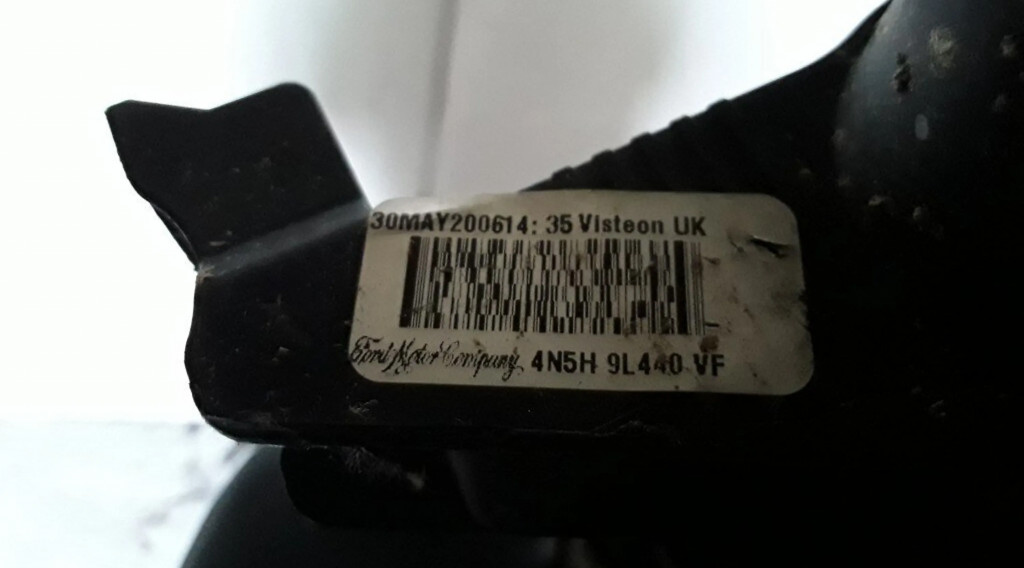 30MAY200614: 35 Visteon UK
Ford Motor Company 4N5H 9L440 VF